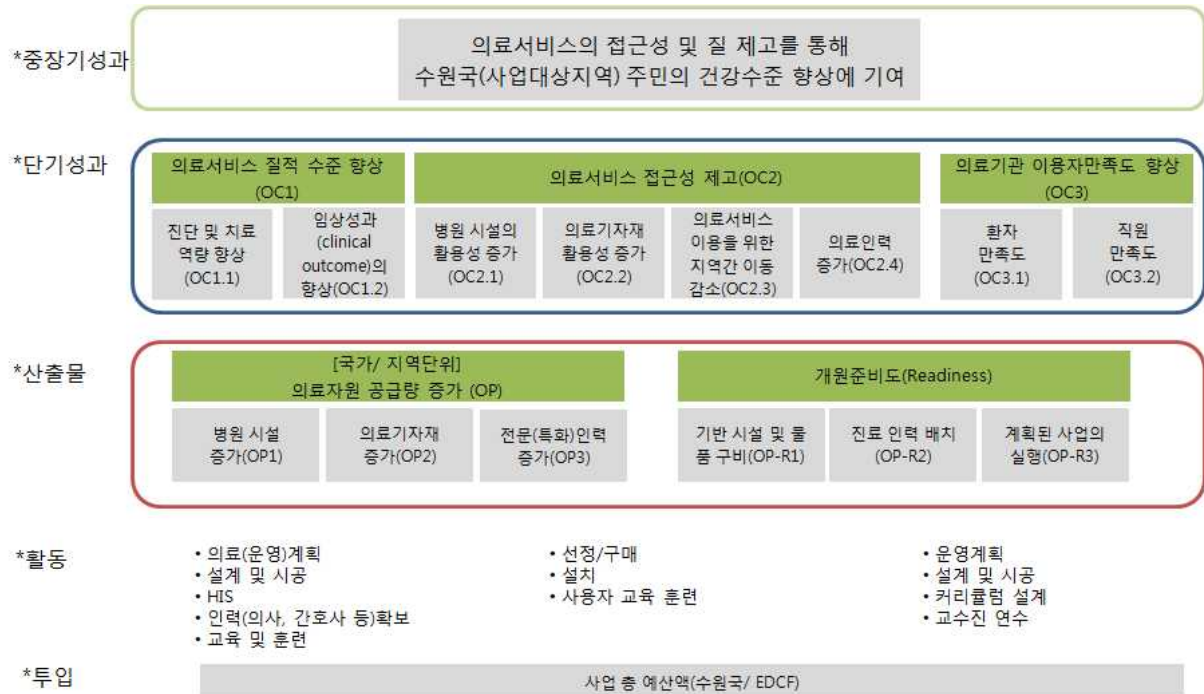 *중장기성과
의료서비스의 접근성 및 질 제고를 통해
수원국(사업대상지역) 주민의 건강수준 향상에 기여
*단기성과
의료서비스 질적 수준 향상
(OC1)
진단 및 치료
역량 향상
(OC1.1)
임상성과
(clinical
outcome)의
향상(OC1.2)
의료서비스 접근성 제고(OC2)
병원 시설의
활용성 증가
(OC2.1)
의료기자재
활용성 증가
(OC2.2)
의료서비스
이용을 위한
지역간 이동
감소(OC2.3)
의료인력
증가(OC2.4)
의료기관 이용자만족도 향상
(OC3)
환자
만족도
(OC3.1)
직원
만족도
(OC3.2)
*산출물
[국가/ 지역단위]
의료자원 공급량 증가 (OP)
병원 시설
증가(OP1)
의료기자재
증가(OP2)
전문(특화)인력
증가(OP3)
개원준비도(Readiness)
기반 시설 및 물
품 구비(OP-R1)
진료 인력 배치
(OP-R2)
계획된 사업의
실행(OP-R3)
*활동
• 의료(운영)계획
• 설계 및 시공
• HIS
• 인력(의사, 간호사 등)확보
• 교육 및 훈련
• 선정/구매
• 설치
• 사용자 교육 훈련
• 운영계획
• 설계 및 시공
• 커리큘럼 설계
• 교수진 연수
*투입
사업 총 예산액(수원국/ EDCF)